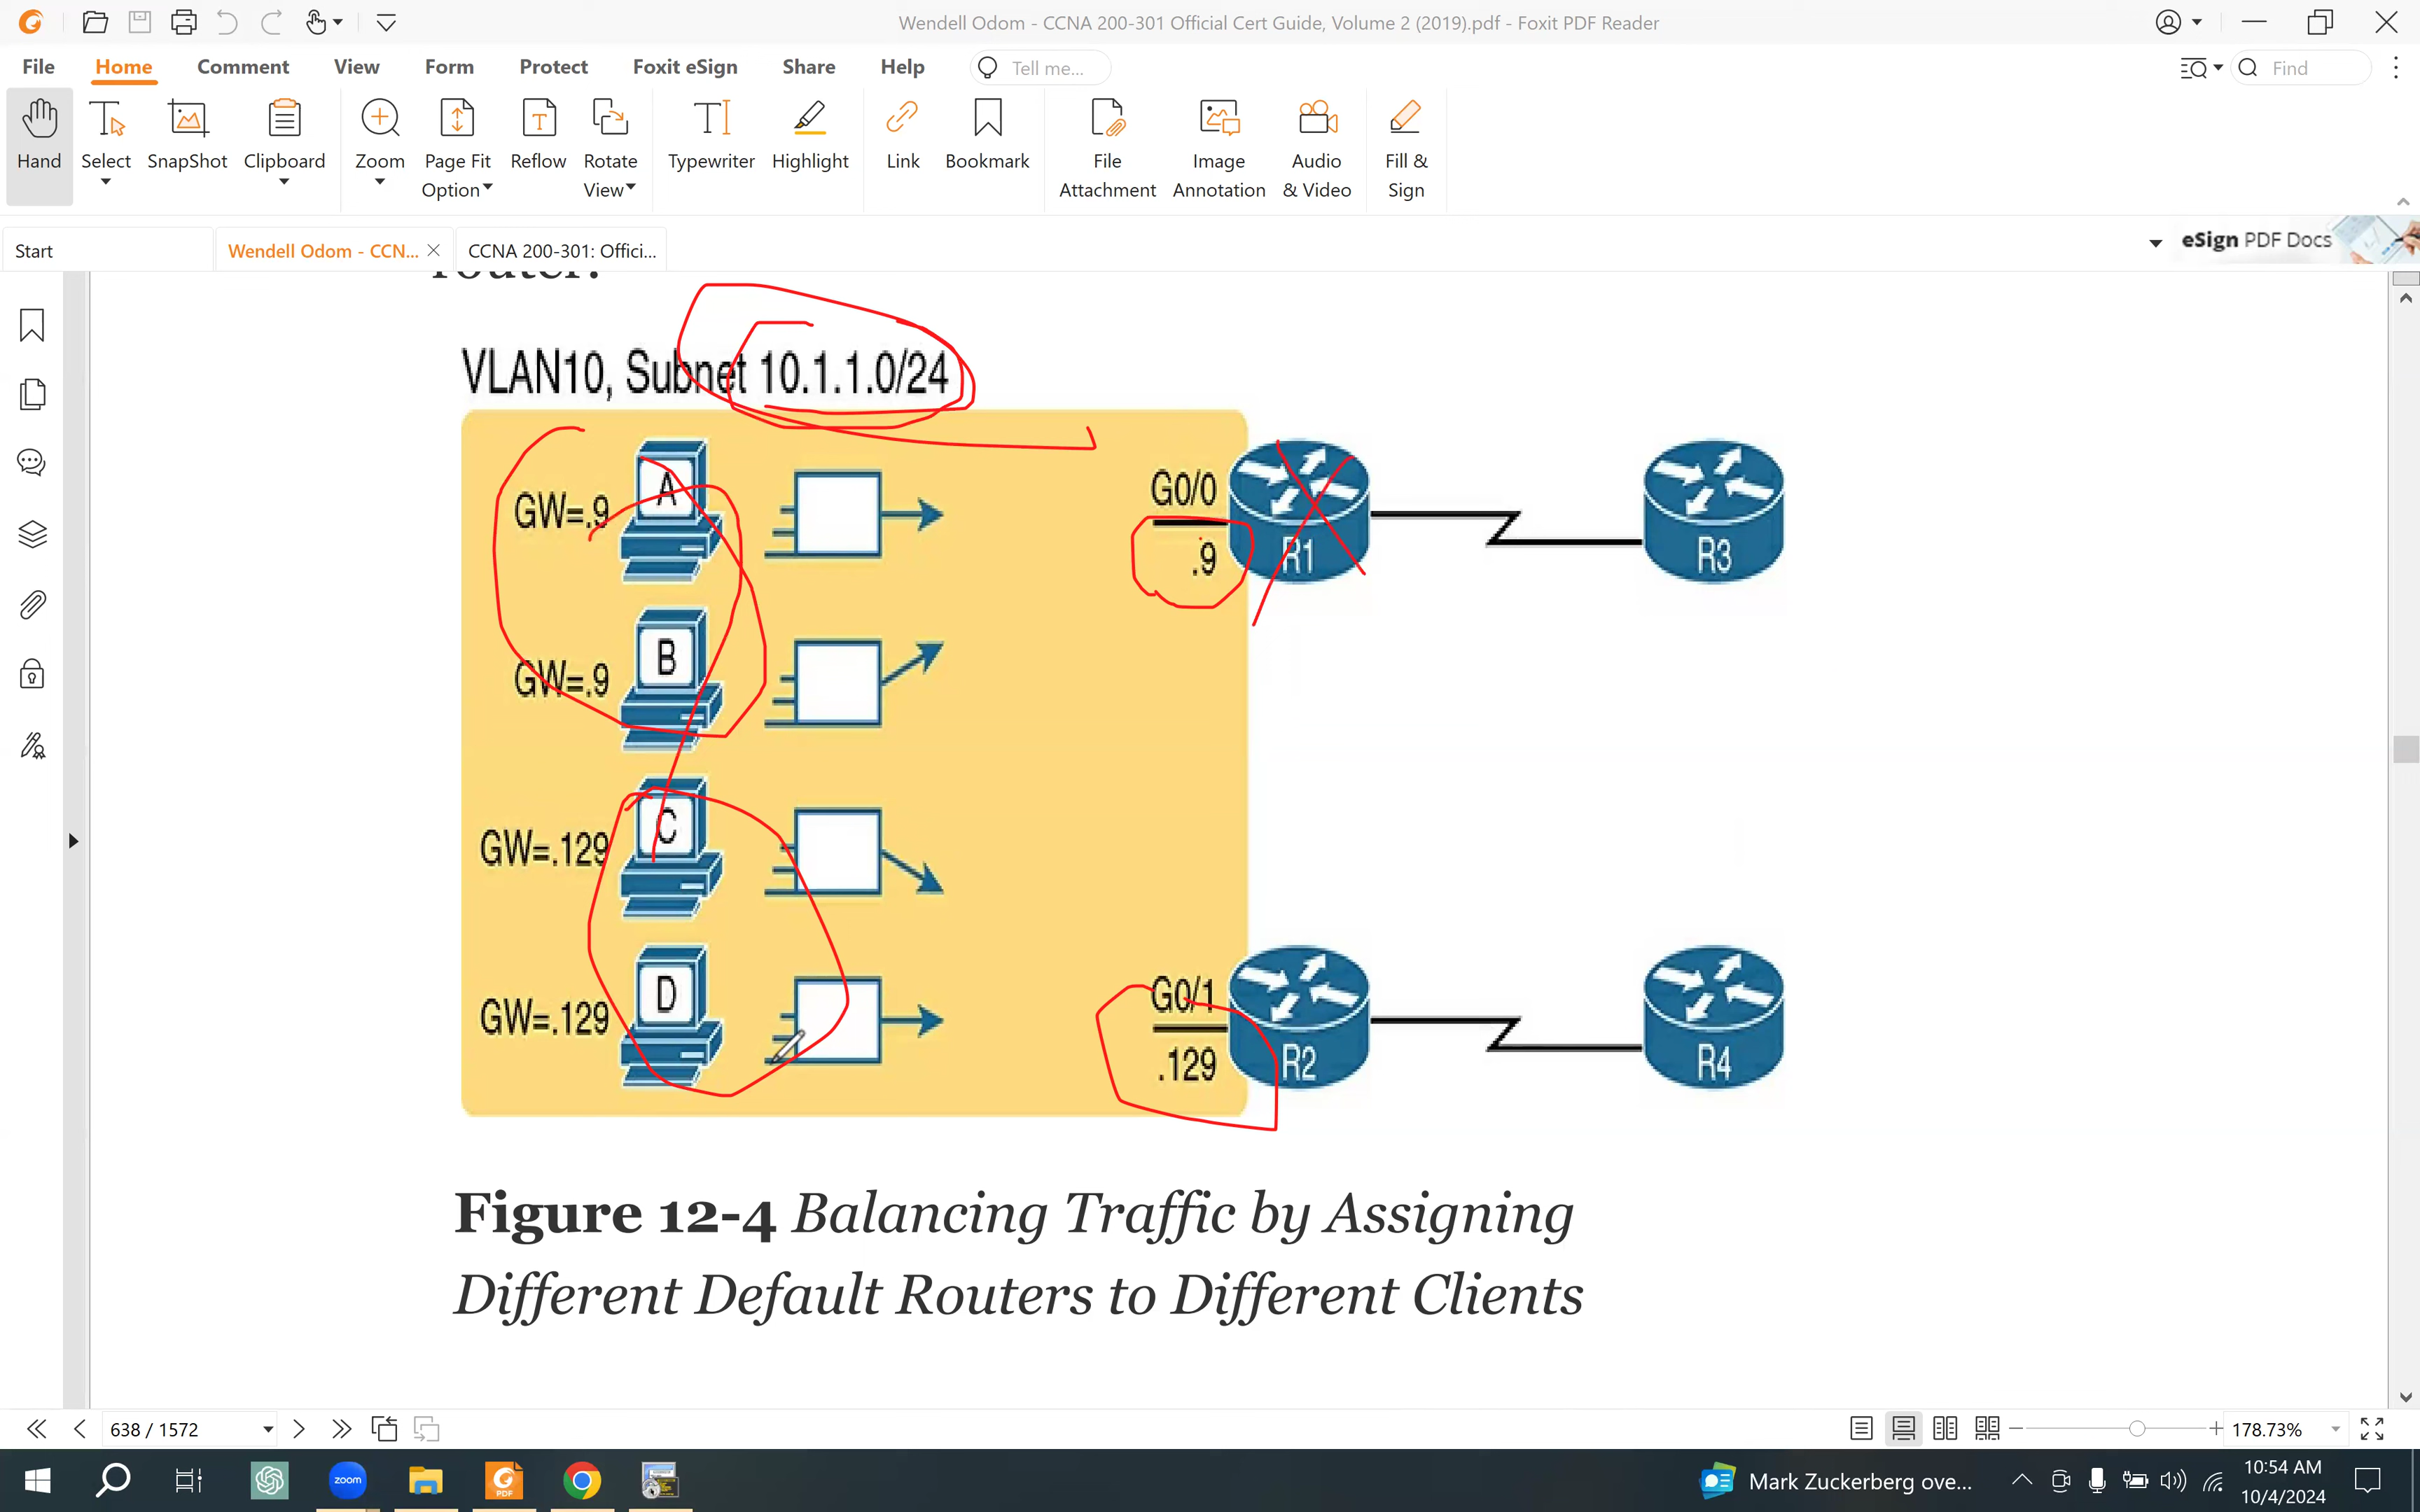 Wendell Odom - CCNA 200-301 Official Cert Guide, Volume 2 (2019).pdf - Foxit PDF Reader
File Home Comment View Form Protect Foxit eSign Share Help Tell me... Find
Hand Select SnapShot Clipboard Zoom Page Fit Option Reflow Rotate View Typewriter Highlight Link Bookmark File Attachment Image Annotation Audio & Video Fill & Sign
Start Wendell Odom - CCN... CCNA 200-301: Offici... eSign PDF Docs
router.
VLAN10, Subnet 10.1.1.0/24
GW=.9 A G0/0 .9 R1 R3
GW=.9 B
GW=.129 C
GW=.129 D G0/1 .129 R2 R4
Figure 12-4 Balancing Traffic by Assigning
Different Default Routers to Different Clients
638 / 1572 178.73%
zoom PDF Mark Zuckerberg ove... 10:54 AM
10/4/2024